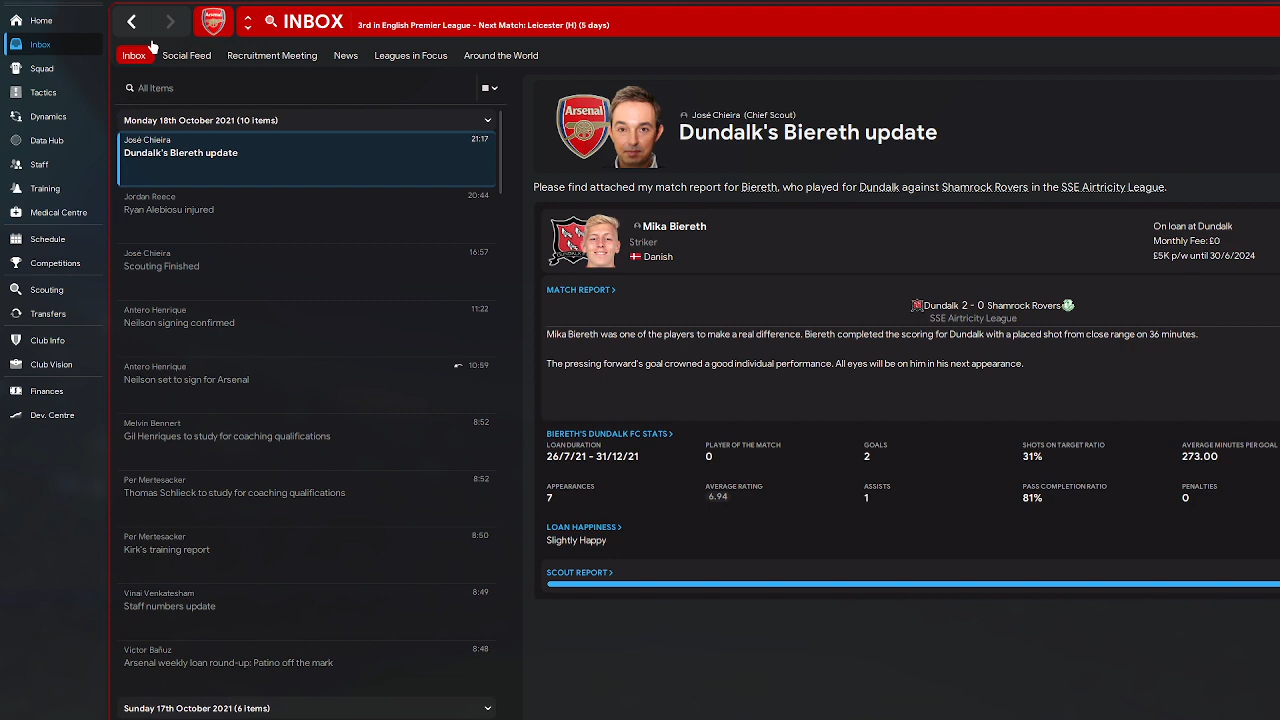 Home
Inbox
Squad
Tactics
Dynamics
Data Hub
Staff
Training
Medical Centre
Schedule
Competitions
Scouting
Transfers
Club Info
Club Vision
Finances
Dev. Centre
Arsenal
INBOX
3rd in English Premier League - Next Match: Leicester (H) (5 days)
Inbox
Social Feed
Recruitment Meeting
News
Leagues in Focus
Around the World
All Items
Monday 18th October 2021 (10 items)
José Chieira 21:17
Dundalk's Biereth update
Jordan Reece 20:44
Ryan Alebiosu injured
José Chieira 16:57
Scouting Finished
Antero Henrique 11:22
Neilson signing confirmed
Antero Henrique 10:59
Neilson set to sign for Arsenal
Melvin Bennert 8:52
Gil Henriques to study for coaching qualifications
Per Mertesacker 8:52
Thomas Schlieck to study for coaching qualifications
Per Mertesacker 8:50
Kirk's training report
Vinai Venkatesham 8:49
Staff numbers update
Victor Bañuz 8:48
Arsenal weekly loan round-up: Patino off the mark
Sunday 17th October 2021 (6 items)
Arsenal
José Chieira (Chief Scout)
Dundalk's Biereth update
Please find attached my match report for Biereth, who played for Dundalk against Shamrock Rovers in the SSE Airtricity League.
Mika Biereth
Striker
Danish
On loan at Dundalk
Monthly Fee: £0
£5K p/w until 30/6/2024
MATCH REPORT >
Dundalk 2 - 0 Shamrock Rovers
SSE Airtricity League
Mika Biereth was one of the players to make a real difference. Biereth completed the scoring for Dundalk with a placed shot from close range on 36 minutes.
The pressing forward's goal crowned a good individual performance. All eyes will be on him in his next appearance.
BIERETH'S DUNDALK FC STATS >
LOAN DURATION PLAYER OF THE MATCH GOALS SHOTS ON TARGET RATIO AVERAGE MINUTES PER GOAL
26/7/21 - 31/12/21 0 2 31% 273.00
APPEARANCES AVERAGE RATING ASSISTS PASS COMPLETION RATIO PENALTIES
7 6.94 1 81% 0
LOAN HAPPINESS >
Slightly Happy
SCOUT REPORT >